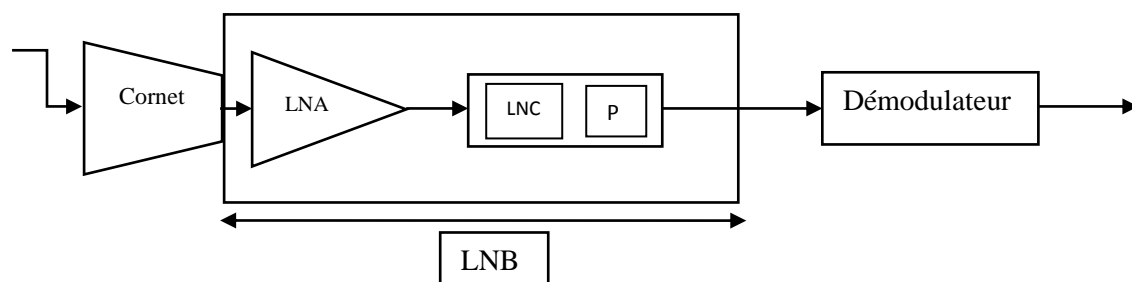 Cornet
LNA
LNC
P
Démodulateur
LNB